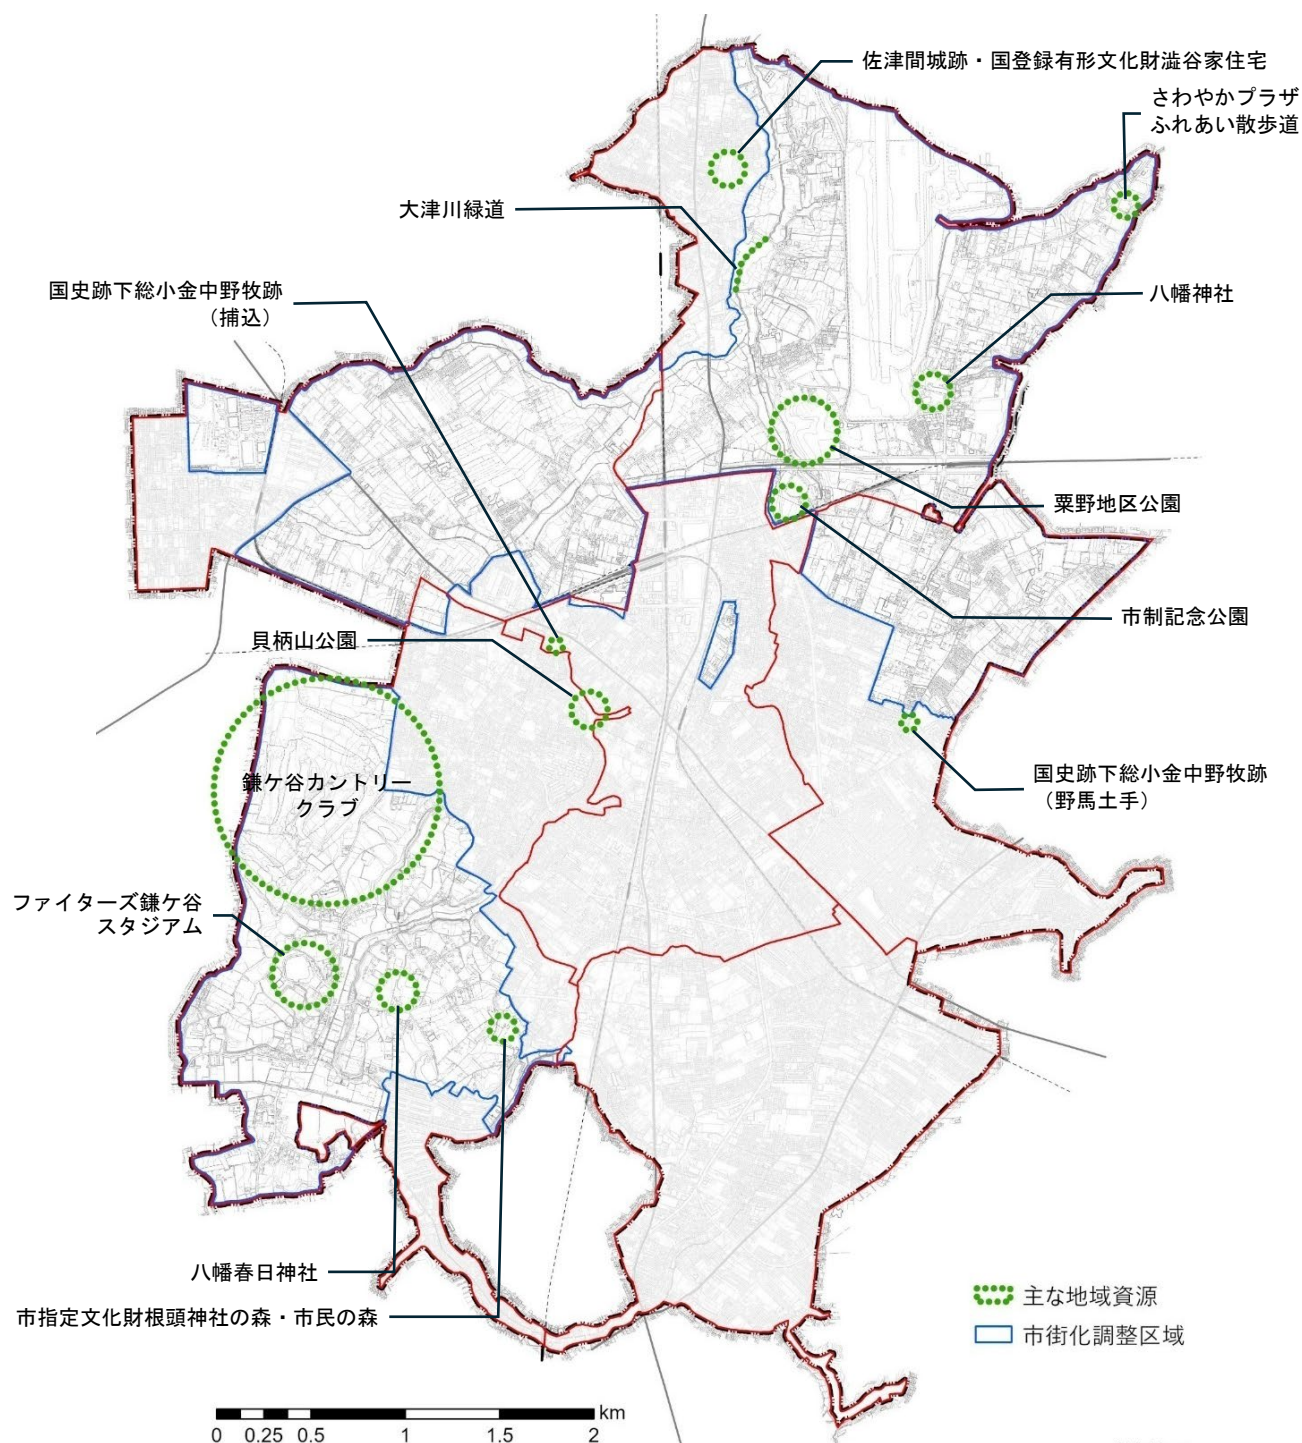 佐津間城跡・国登録有形文化財澁谷家住宅
さわやかプラザ
ふれあい散歩道
大津川緑道
国史跡下総小金中野牧跡
（捕込）
八幡神社
粟野地区公園
市制記念公園
貝柄山公園
国史跡下総小金中野牧跡
（野馬土手）
鎌ケ谷カントリー
クラブ
ファイターズ鎌ケ谷
スタジアム
八幡春日神社
市指定文化財根頭神社の森・市民の森
主な地域資源
市街化調整区域
km
0 0.25 0.5 1 1.5 2